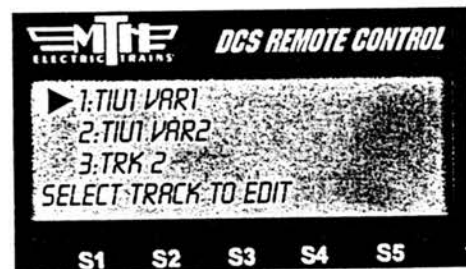 MTH
ELECTRIC TRAINS®
DCS REMOTE CONTROL
1:TIU1 VAR1
2:TIU1 VAR2
3:TRK 2
SELECT TRACK TO EDIT
S1 S2 S3 S4 S5